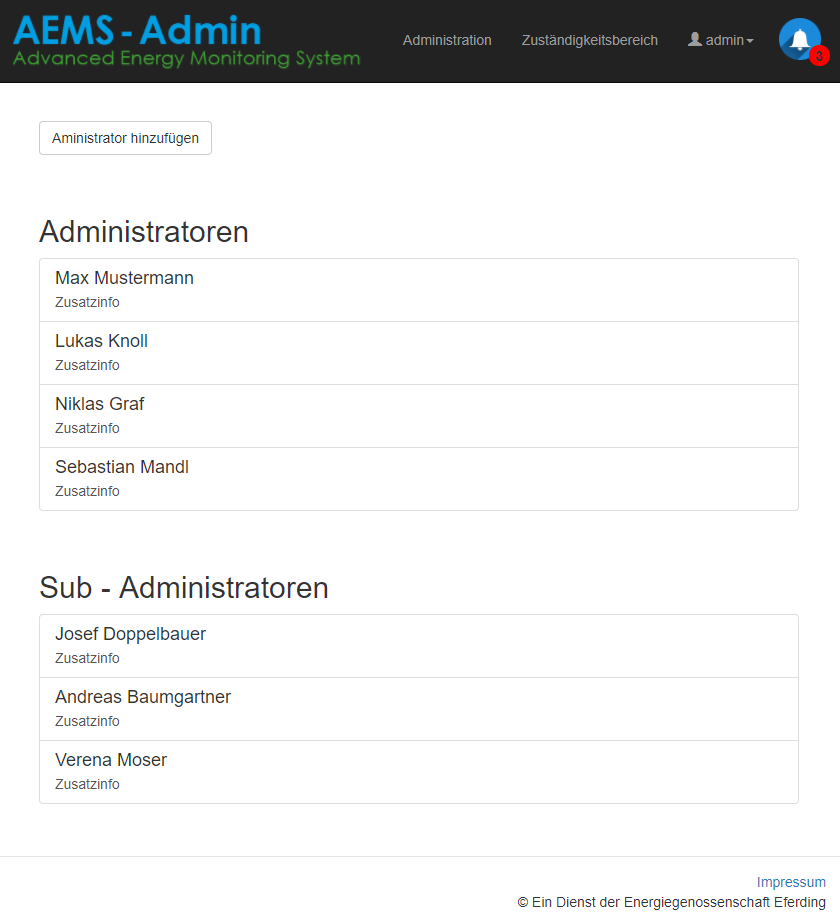 AEMS - Admin
Advanced Energy Monitoring System
Administration
Zuständigkeitsbereich
admin
3
Aministrator hinzufügen
Administratoren
Max Mustermann
Zusatzinfo
Lukas Knoll
Zusatzinfo
Niklas Graf
Zusatzinfo
Sebastian Mandl
Zusatzinfo
Sub - Administratoren
Josef Doppelbauer
Zusatzinfo
Andreas Baumgartner
Zusatzinfo
Verena Moser
Zusatzinfo
Impressum
© Ein Dienst der Energiegenossenschaft Eferding